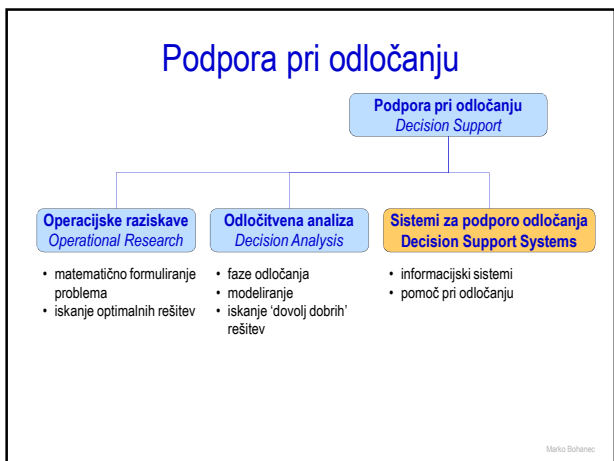 Podpora pri odločanju
Podpora pri odločanju
Decision Support
Operacijske raziskave
Operational Research
• matematično formuliranje
problema
• iskanje optimalnih rešitev
Odločitvena analiza
Decision Analysis
• faze odločanja
• modeliranje
• iskanje ‘dovolj dobrih’
rešitev
Sistemi za podporo odločanja
Decision Support Systems
• informacijski sistemi
• pomoč pri odločanju
Marko Bohanec